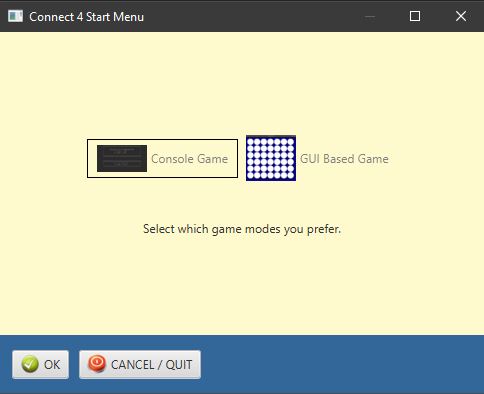 Connect 4 Start Menu
Console Game
GUI Based Game
Select which game modes you prefer.
OK
CANCEL / QUIT